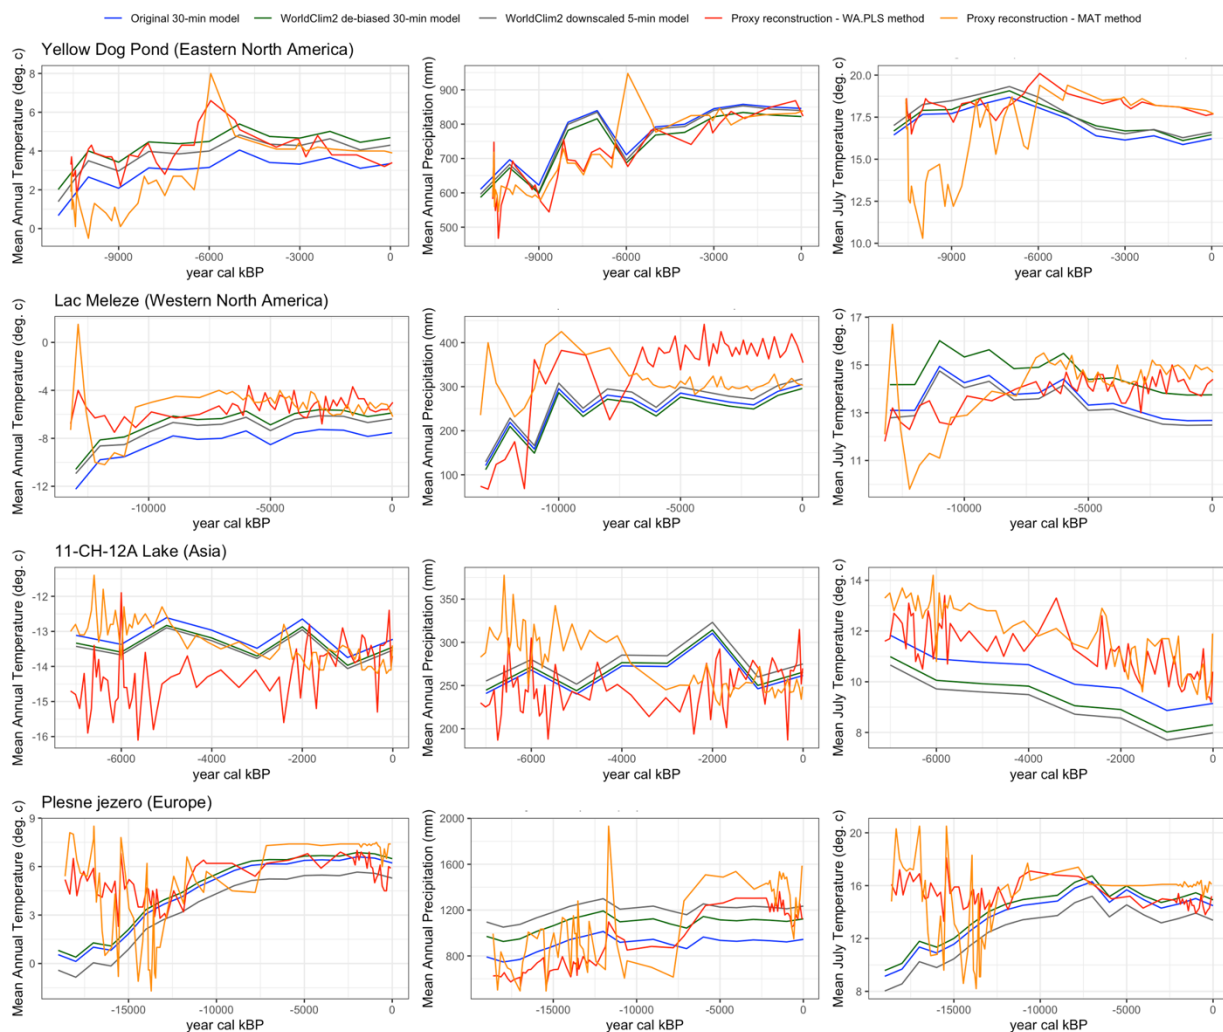 Original 30-min model WorldClim2 de-biased 30-min model WorldClim2 downscaled 5-min model Proxy reconstruction - WA.PLS method Proxy reconstruction - MAT method
Yellow Dog Pond (Eastern North America)
Mean Annual Temperature (deg. c)
8
6
4
2
0
-9000 -6000 -3000 0
year cal kBP
Mean Annual Precipitation (mm)
900
800
700
600
500
-9000 -6000 -3000 0
year cal kBP
Mean July Temperature (deg. c)
20.0
17.5
15.0
12.5
10.0
-9000 -6000 -3000 0
year cal kBP
Lac Meleze (Western North America)
Mean Annual Temperature (deg. c)
0
-4
-8
-12
-10000 -5000 0
year cal kBP
Mean Annual Precipitation (mm)
400
300
200
100
-10000 -5000 0
year cal kBP
Mean July Temperature (deg. c)
17
15
13
11
-10000 -5000 0
year cal kBP
11-CH-12A Lake (Asia)
Mean Annual Temperature (deg. c)
-12
-13
-14
-15
-16
-6000 -4000 -2000 0
year cal kBP
Mean Annual Precipitation (mm)
350
300
250
200
-6000 -4000 -2000 0
year cal kBP
Mean July Temperature (deg. c)
14
12
10
8
-6000 -4000 -2000 0
year cal kBP
Plesne jezero (Europe)
Mean Annual Temperature (deg. c)
9
6
3
0
-15000 -10000 -5000 0
year cal kBP
Mean Annual Precipitation (mm)
2000
1600
1200
800
-15000 -10000 -5000 0
year cal kBP
Mean July Temperature (deg. c)
20
16
12
8
-15000 -10000 -5000 0
year cal kBP